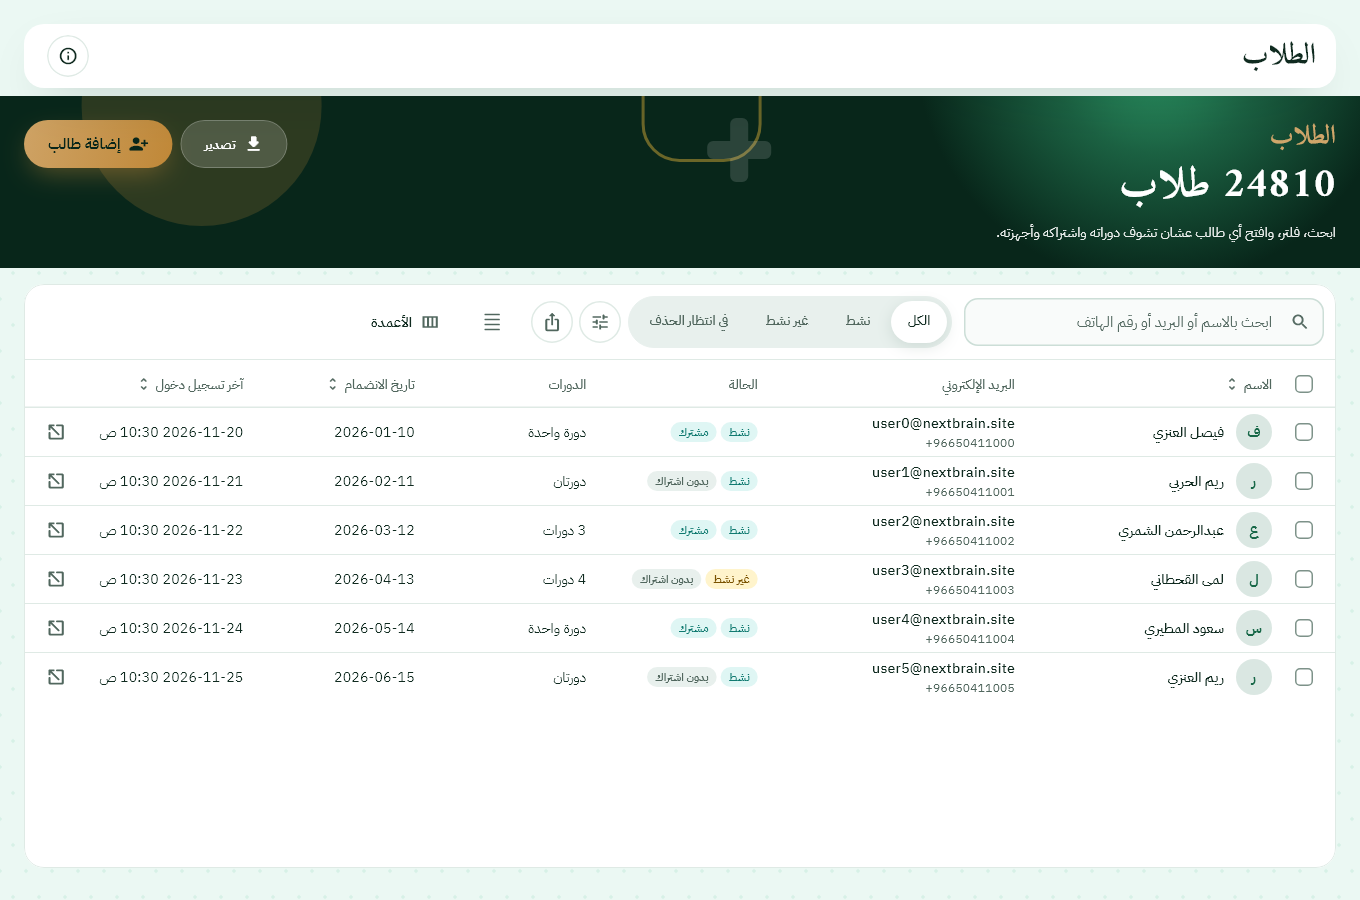 الطلاب
الطلاب
24810 طلاب
ابحث، فلتر، وافتح أي طالب عشان تشوف دوراته واشتراكه وأجهزته.
تصدير
إضافة طالب
ابحث بالاسم أو البريد أو رقم الهاتف
الكل نشط غير نشط في انتظار الحذف
الأعمدة
الاسم البريد الإلكتروني الحالة الدورات تاريخ الانضمام آخر تسجيل دخول
ف فيصل العنزي user0@nextbrain.site نشط مشترك دورة واحدة 2026-01-10 2026-11-20 10:30 ص
+96650411000
ر ريم الحربي user1@nextbrain.site نشط بدون اشتراك دورتان 2026-02-11 2026-11-21 10:30 ص
+96650411001
ع عبدالرحمن الشمري user2@nextbrain.site نشط مشترك 3 دورات 2026-03-12 2026-11-22 10:30 ص
+96650411002
ل لمى القحطاني user3@nextbrain.site غير نشط بدون اشتراك 4 دورات 2026-04-13 2026-11-23 10:30 ص
+96650411003
س سعود المطيري user4@nextbrain.site نشط مشترك دورة واحدة 2026-05-14 2026-11-24 10:30 ص
+96650411004
ر ريم العنزي user5@nextbrain.site نشط بدون اشتراك دورتان 2026-06-15 2026-11-25 10:30 ص
+96650411005